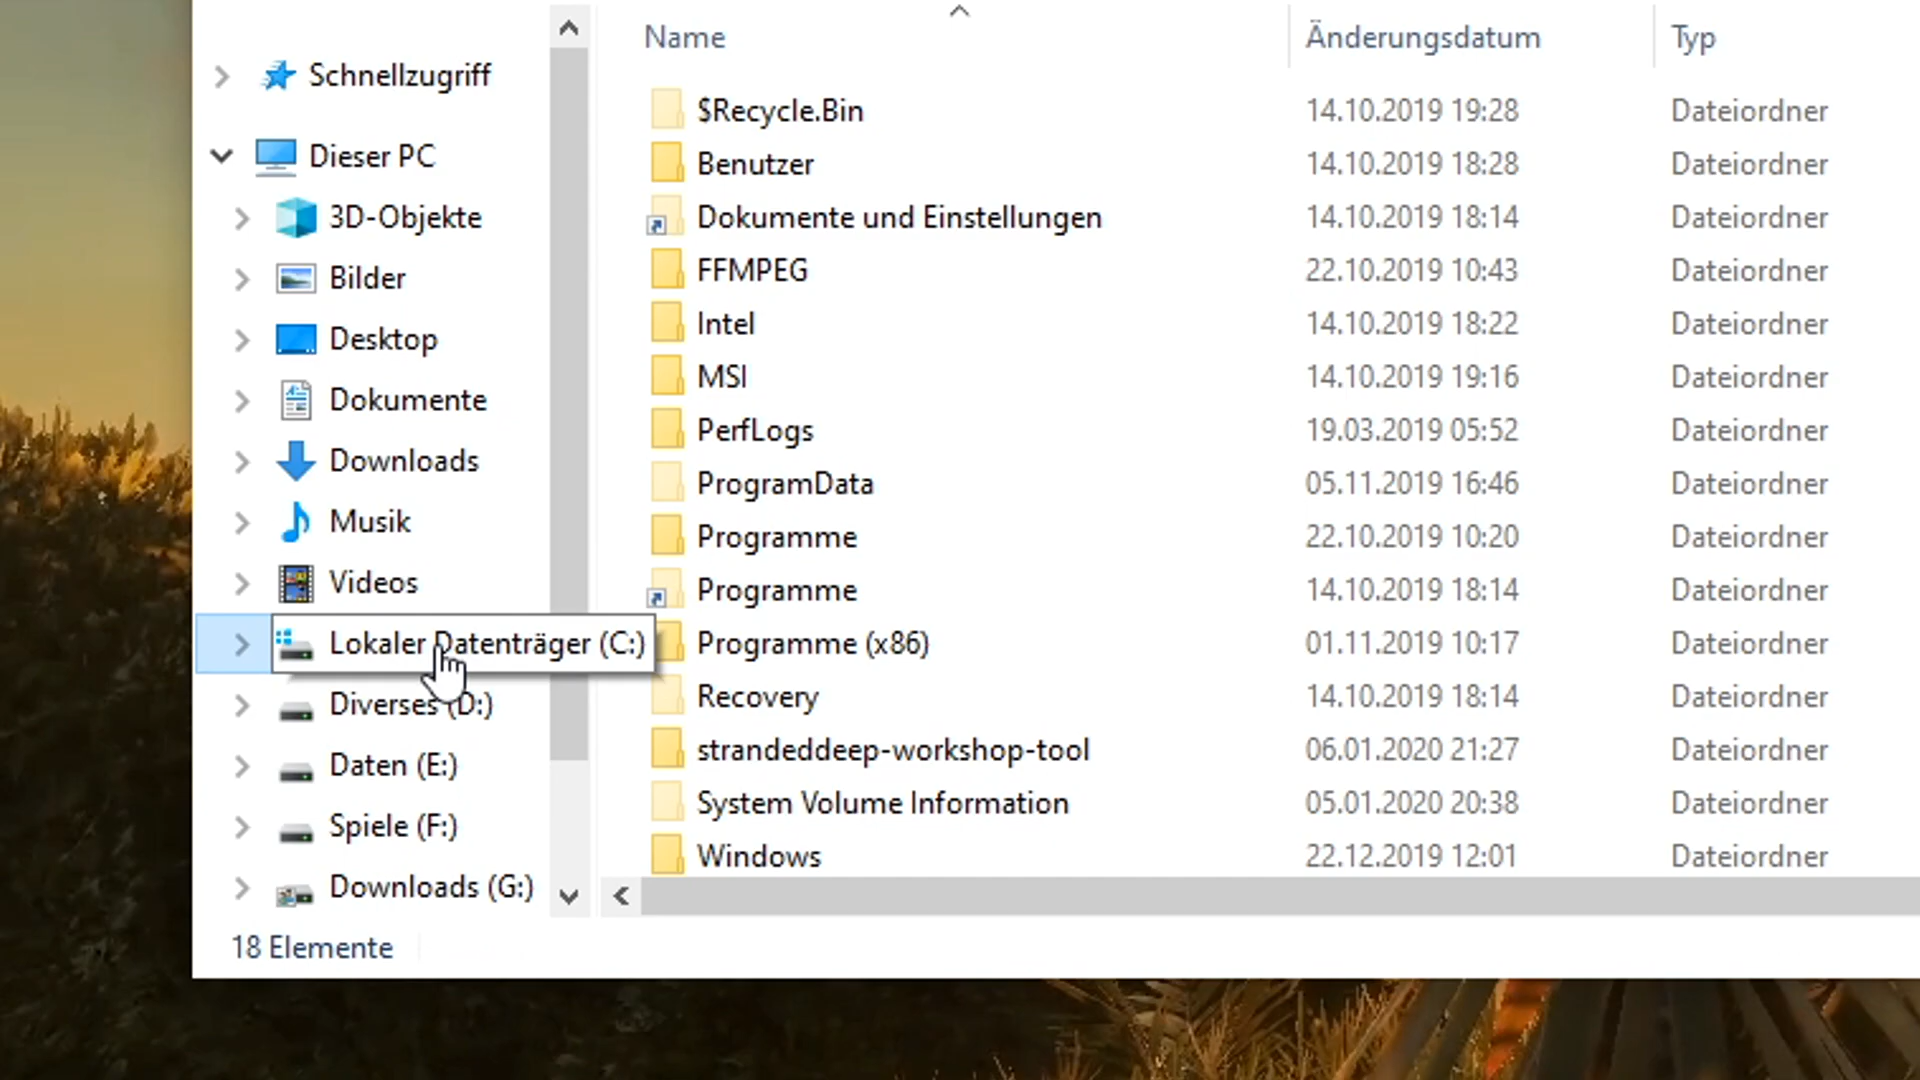 Name Änderungsdatum Typ
Schnellzugriff
Dieser PC
3D-Objekte
Bilder
Desktop
Dokumente
Downloads
Musik
Videos
Lokaler Datenträger (C:)
Diverses (D:)
Daten (E:)
Spiele (F:)
Downloads (G:)
$Recycle.Bin 14.10.2019 19:28 Dateiordner
Benutzer 14.10.2019 18:28 Dateiordner
Dokumente und Einstellungen 14.10.2019 18:14 Dateiordner
FFMPEG 22.10.2019 10:43 Dateiordner
Intel 14.10.2019 18:22 Dateiordner
MSI 14.10.2019 19:16 Dateiordner
PerfLogs 19.03.2019 05:52 Dateiordner
ProgramData 05.11.2019 16:46 Dateiordner
Programme 22.10.2019 10:20 Dateiordner
Programme 14.10.2019 18:14 Dateiordner
Programme (x86) 01.11.2019 10:17 Dateiordner
Recovery 14.10.2019 18:14 Dateiordner
strandeddeep-workshop-tool 06.01.2020 21:27 Dateiordner
System Volume Information 05.01.2020 20:38 Dateiordner
Windows 22.12.2019 12:01 Dateiordner
18 Elemente